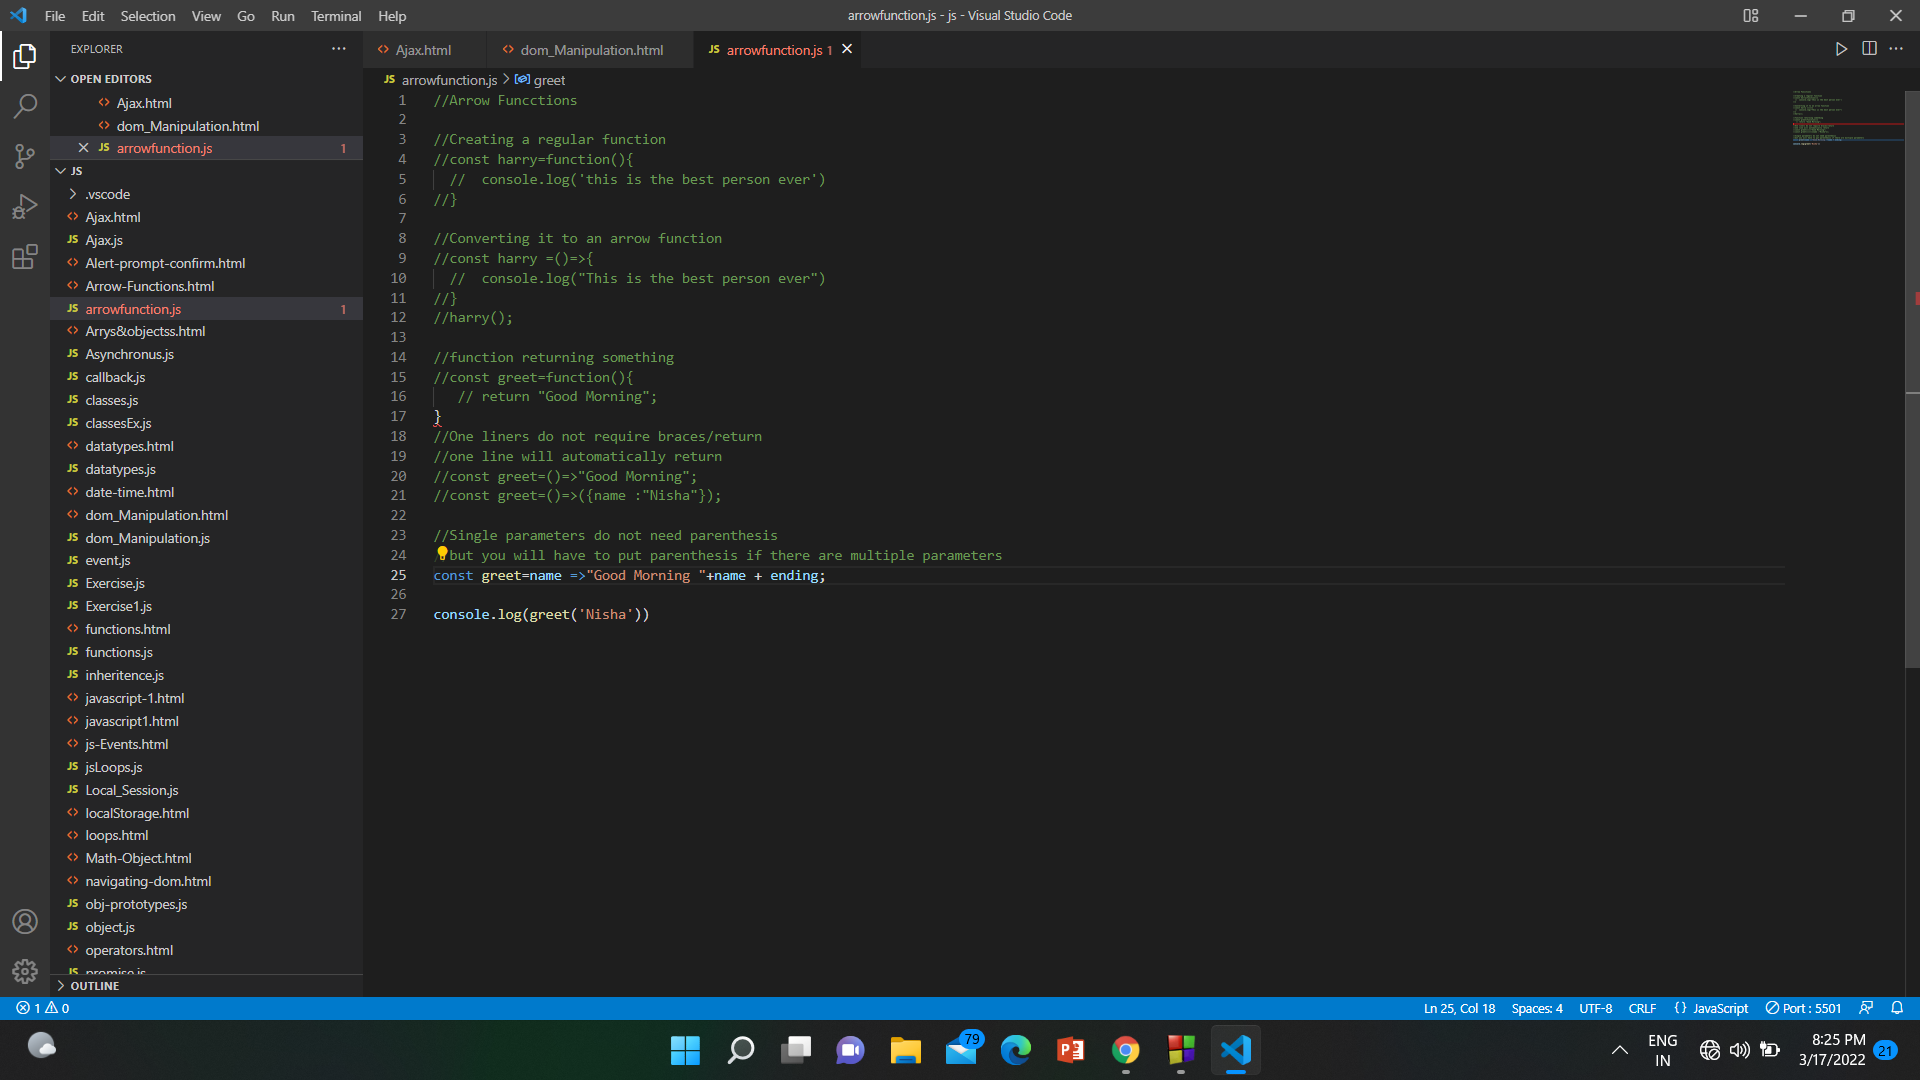 File Edit Selection View Go Run Terminal Help
arrowfunction.js - js - Visual Studio Code
EXPLORER
OPEN EDITORS
Ajax.html
dom_Manipulation.html
arrowfunction.js 1
JS
.vscode
Ajax.html
Ajax.js
Alert-prompt-confirm.html
Arrow-Functions.html
arrowfunction.js 1
Arrys&objectss.html
Asynchronus.js
callback.js
classes.js
classesEx.js
datatypes.html
datatypes.js
date-time.html
dom_Manipulation.html
dom_Manipulation.js
event.js
Exercise.js
Exercise1.js
functions.html
functions.js
inheritence.js
javascript-1.html
javascript1.html
js-Events.html
jsLoops.js
Local_Session.js
localStorage.html
loops.html
Math-Object.html
navigating-dom.html
obj-prototypes.js
object.js
operators.html
promise.js
OUTLINE
Ajax.html dom_Manipulation.html JS arrowfunction.js 1
JS arrowfunction.js > greet
1 //Arrow Funcctions
2
3 //Creating a regular function
4 //const harry=function(){
5 // console.log('this is the best person ever')
6 //}
7
8 //Converting it to an arrow function
9 //const harry =()=>{
10 // console.log("This is the best person ever")
11 //}
12 //harry();
13
14 //function returning something
15 //const greet=function(){
16 // return "Good Morning";
17 }
18 //One liners do not require braces/return
19 //one line will automatically return
20 //const greet=()=>"Good Morning";
21 //const greet=()=>({name :"Nisha"});
22
23 //Single parameters do not need parenthesis
24 but you will have to put parenthesis if there are multiple parameters
25 const greet=name =>"Good Morning "+name + ending;
26
27 console.log(greet('Nisha'))
1 0
Ln 25, Col 18 Spaces: 4 UTF-8 CRLF {} JavaScript Port : 5501
79
ENG
IN
8:25 PM
3/17/2022
21